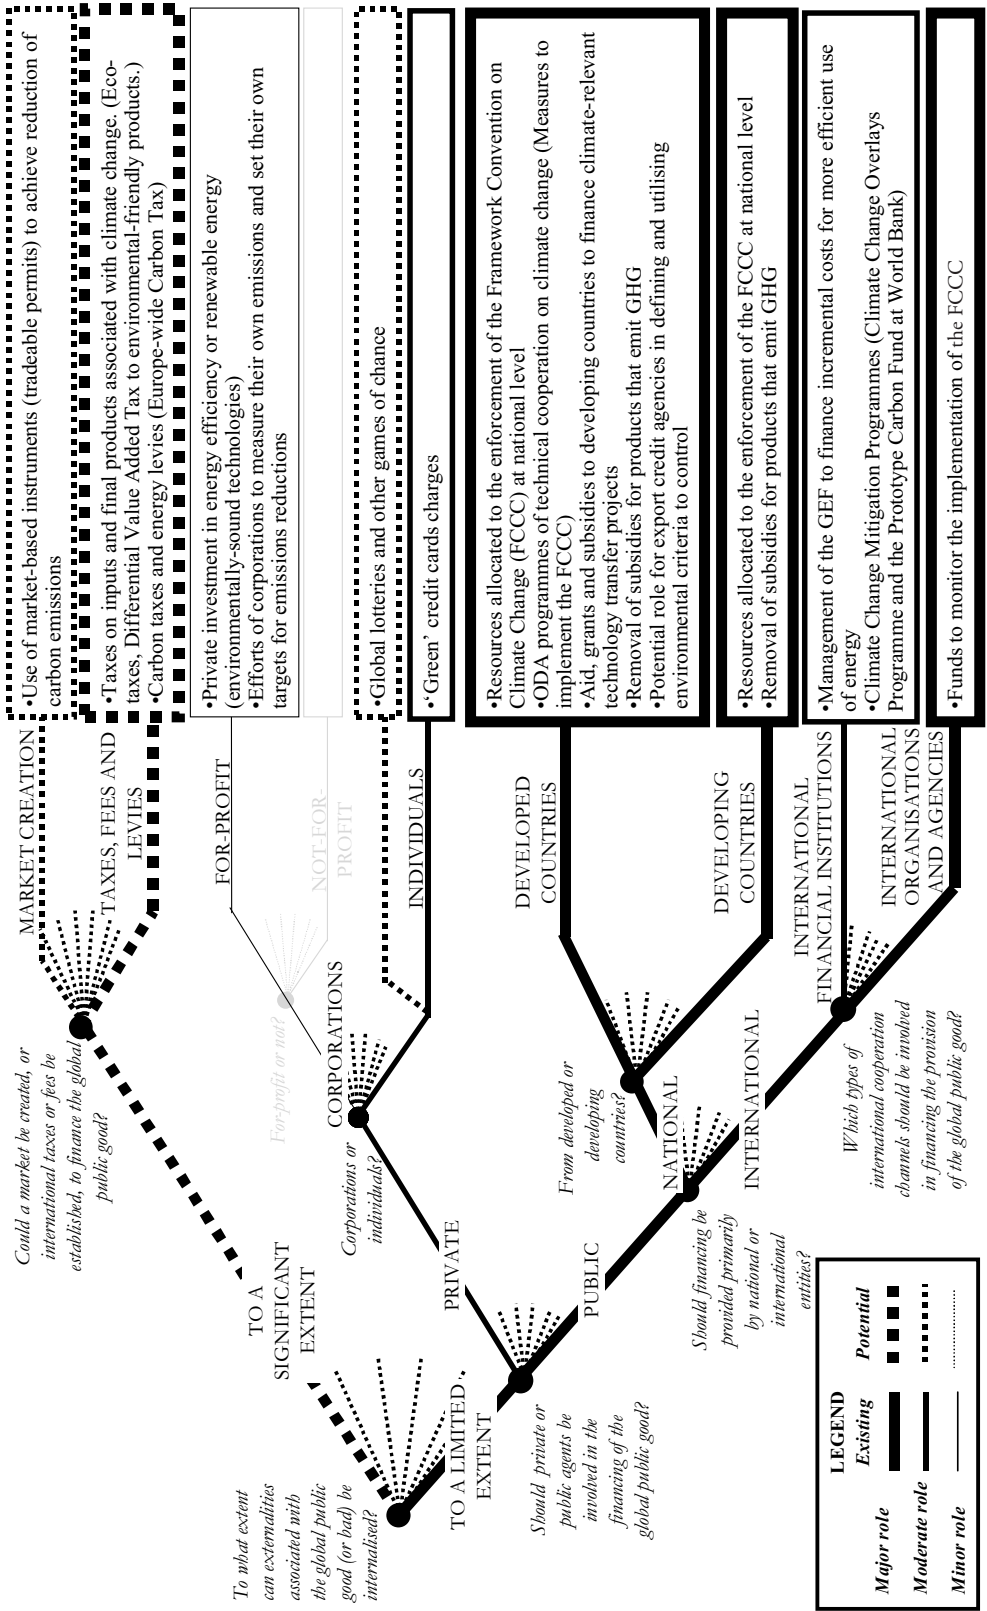 To what extent
can externalities
associated with
the global public
good (or bad) be
internalised?
TO A
SIGNIFICANT
EXTENT
TO A LIMITED
EXTENT
Could a market be created, or
international taxes or fees be
established, to finance the global
public good?
MARKET CREATION
•Use of market-based instruments (tradeable permits) to achieve reduction of
carbon emissions
TAXES, FEES AND
LEVIES
•Taxes on inputs and final products associated with climate change. (Eco-
taxes, Differential Value Added Tax to environmental-friendly products.)
•Carbon taxes and energy levies (Europe-wide Carbon Tax)
Should private or
public agents be
involved in the
financing of the
global public good?
PRIVATE
PUBLIC
Corporations or
individuals?
CORPORATIONS
For-profit or not?
FOR-PROFIT
•Private investment in energy efficiency or renewable energy
(environmentally-sound technologies)
•Efforts of corporations to measure their own emissions and set their own
targets for emissions reductions
NOT-FOR-
PROFIT
INDIVIDUALS
•Global lotteries and other games of chance
•‘Green’ credit cards charges
Should financing be
provided primarily
by national or
international
entities?
NATIONAL
INTERNATIONAL
From developed or
developing
countries?
DEVELOPED
COUNTRIES
•Resources allocated to the enforcement of the Framework Convention on
Climate Change (FCCC) at national level
•ODA programmes of technical cooperation on climate change (Measures to
implement the FCCC)
•Aid, grants and subsidies to developing countries to finance climate-relevant
technology transfer projects
•Removal of subsidies for products that emit GHG
•Potential role for export credit agencies in defining and utilising
environmental criteria to control
DEVELOPING
COUNTRIES
•Resources allocated to the enforcement of the FCCC at national level
•Removal of subsidies for products that emit GHG
Which types of
international cooperation
channels should be involved
in financing the provision
of the global public good?
INTERNATIONAL
FINANCIAL INSTITUTIONS
•Management of the GEF to finance incremental costs for more efficient use
of energy
•Climate Change Mitigation Programmes (Climate Change Overlays
Programme and the Prototype Carbon Fund at World Bank)
INTERNATIONAL
ORGANISATIONS
AND AGENCIES
•Funds to monitor the implementation of the FCCC
LEGEND
Existing Potential
Major role
Moderate role
Minor role